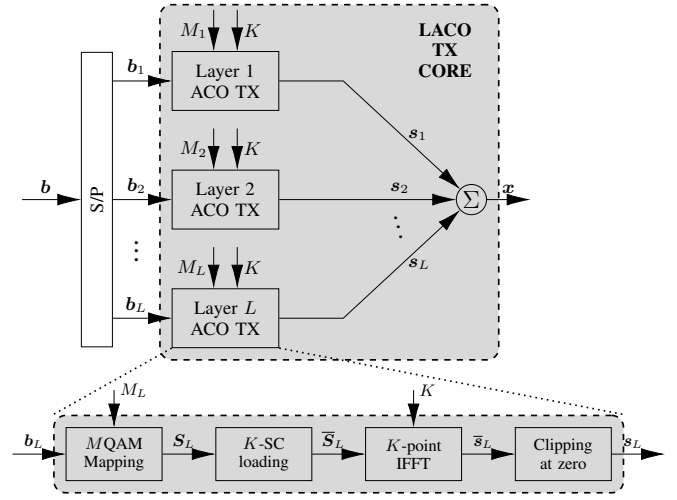 M₁ K
LACO
TX
CORE
b₁
Layer 1
ACO TX
s₁
M₂ K
b
S/P
b₂
Layer 2
ACO TX
s₂
Σ
x
⋮
⋱
M_L K
s_L
b_L
Layer L
ACO TX
M_L
K
b_L
MQAM
Mapping
S_L
K-SC
loading
S̅_L
K-point
IFFT
s̅_L
Clipping
at zero
s_L